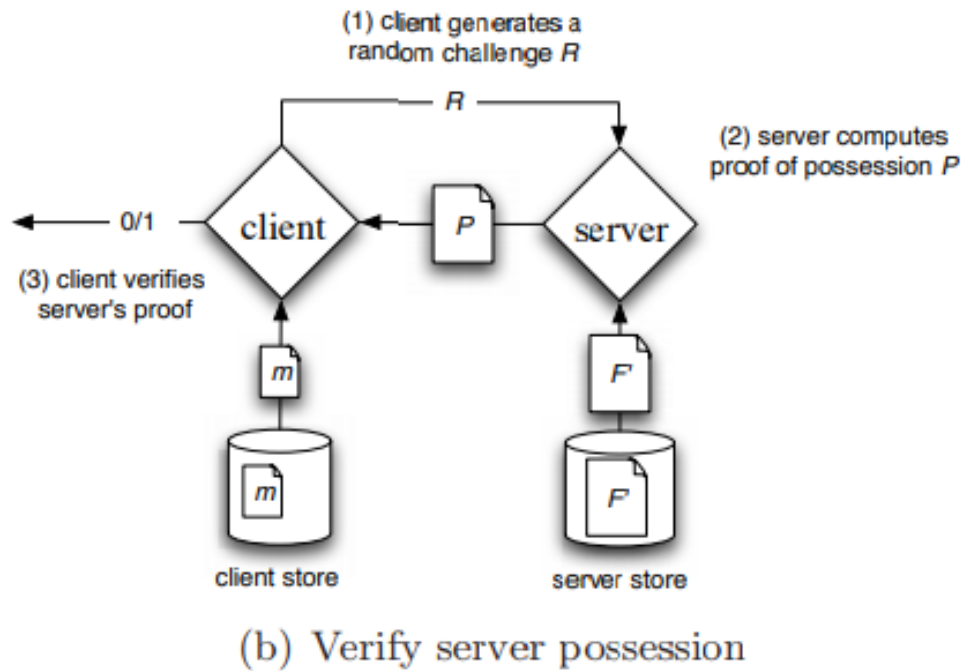 (1) client generates a
random challenge R
R
(2) server computes
proof of possession P
0/1
client
P
server
(3) client verifies
server's proof
m
F'
m
F'
client store
server store
(b) Verify server possession